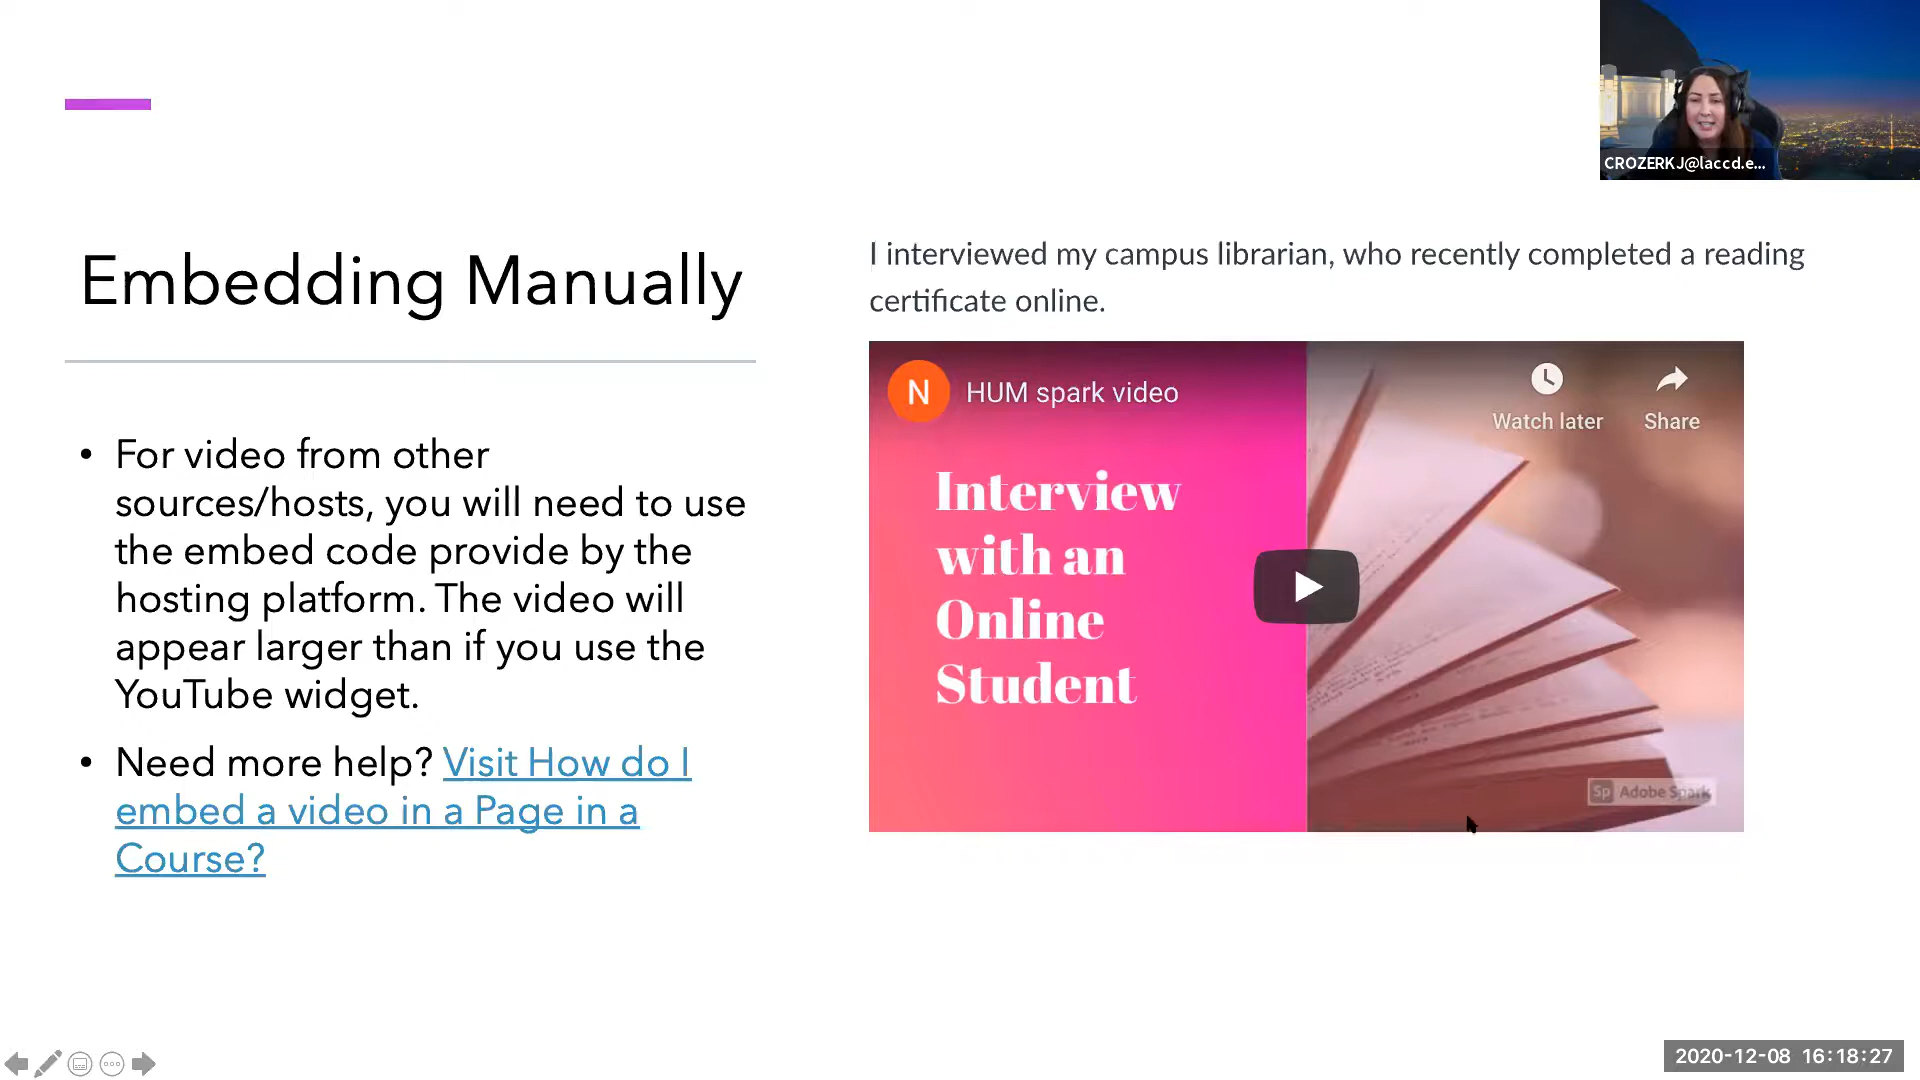 CROZERKJ@laccd.e...
Embedding Manually
• For video from other
sources/hosts, you will need to use
the embed code provide by the
hosting platform. The video will
appear larger than if you use the
YouTube widget.
• Need more help? Visit How do I
embed a video in a Page in a
Course?
I interviewed my campus librarian, who recently completed a reading
certificate online.
N HUM spark video
Watch later Share
Interview
with an
Online
Student
Sp Adobe Spark
2020-12-08 16:18:27